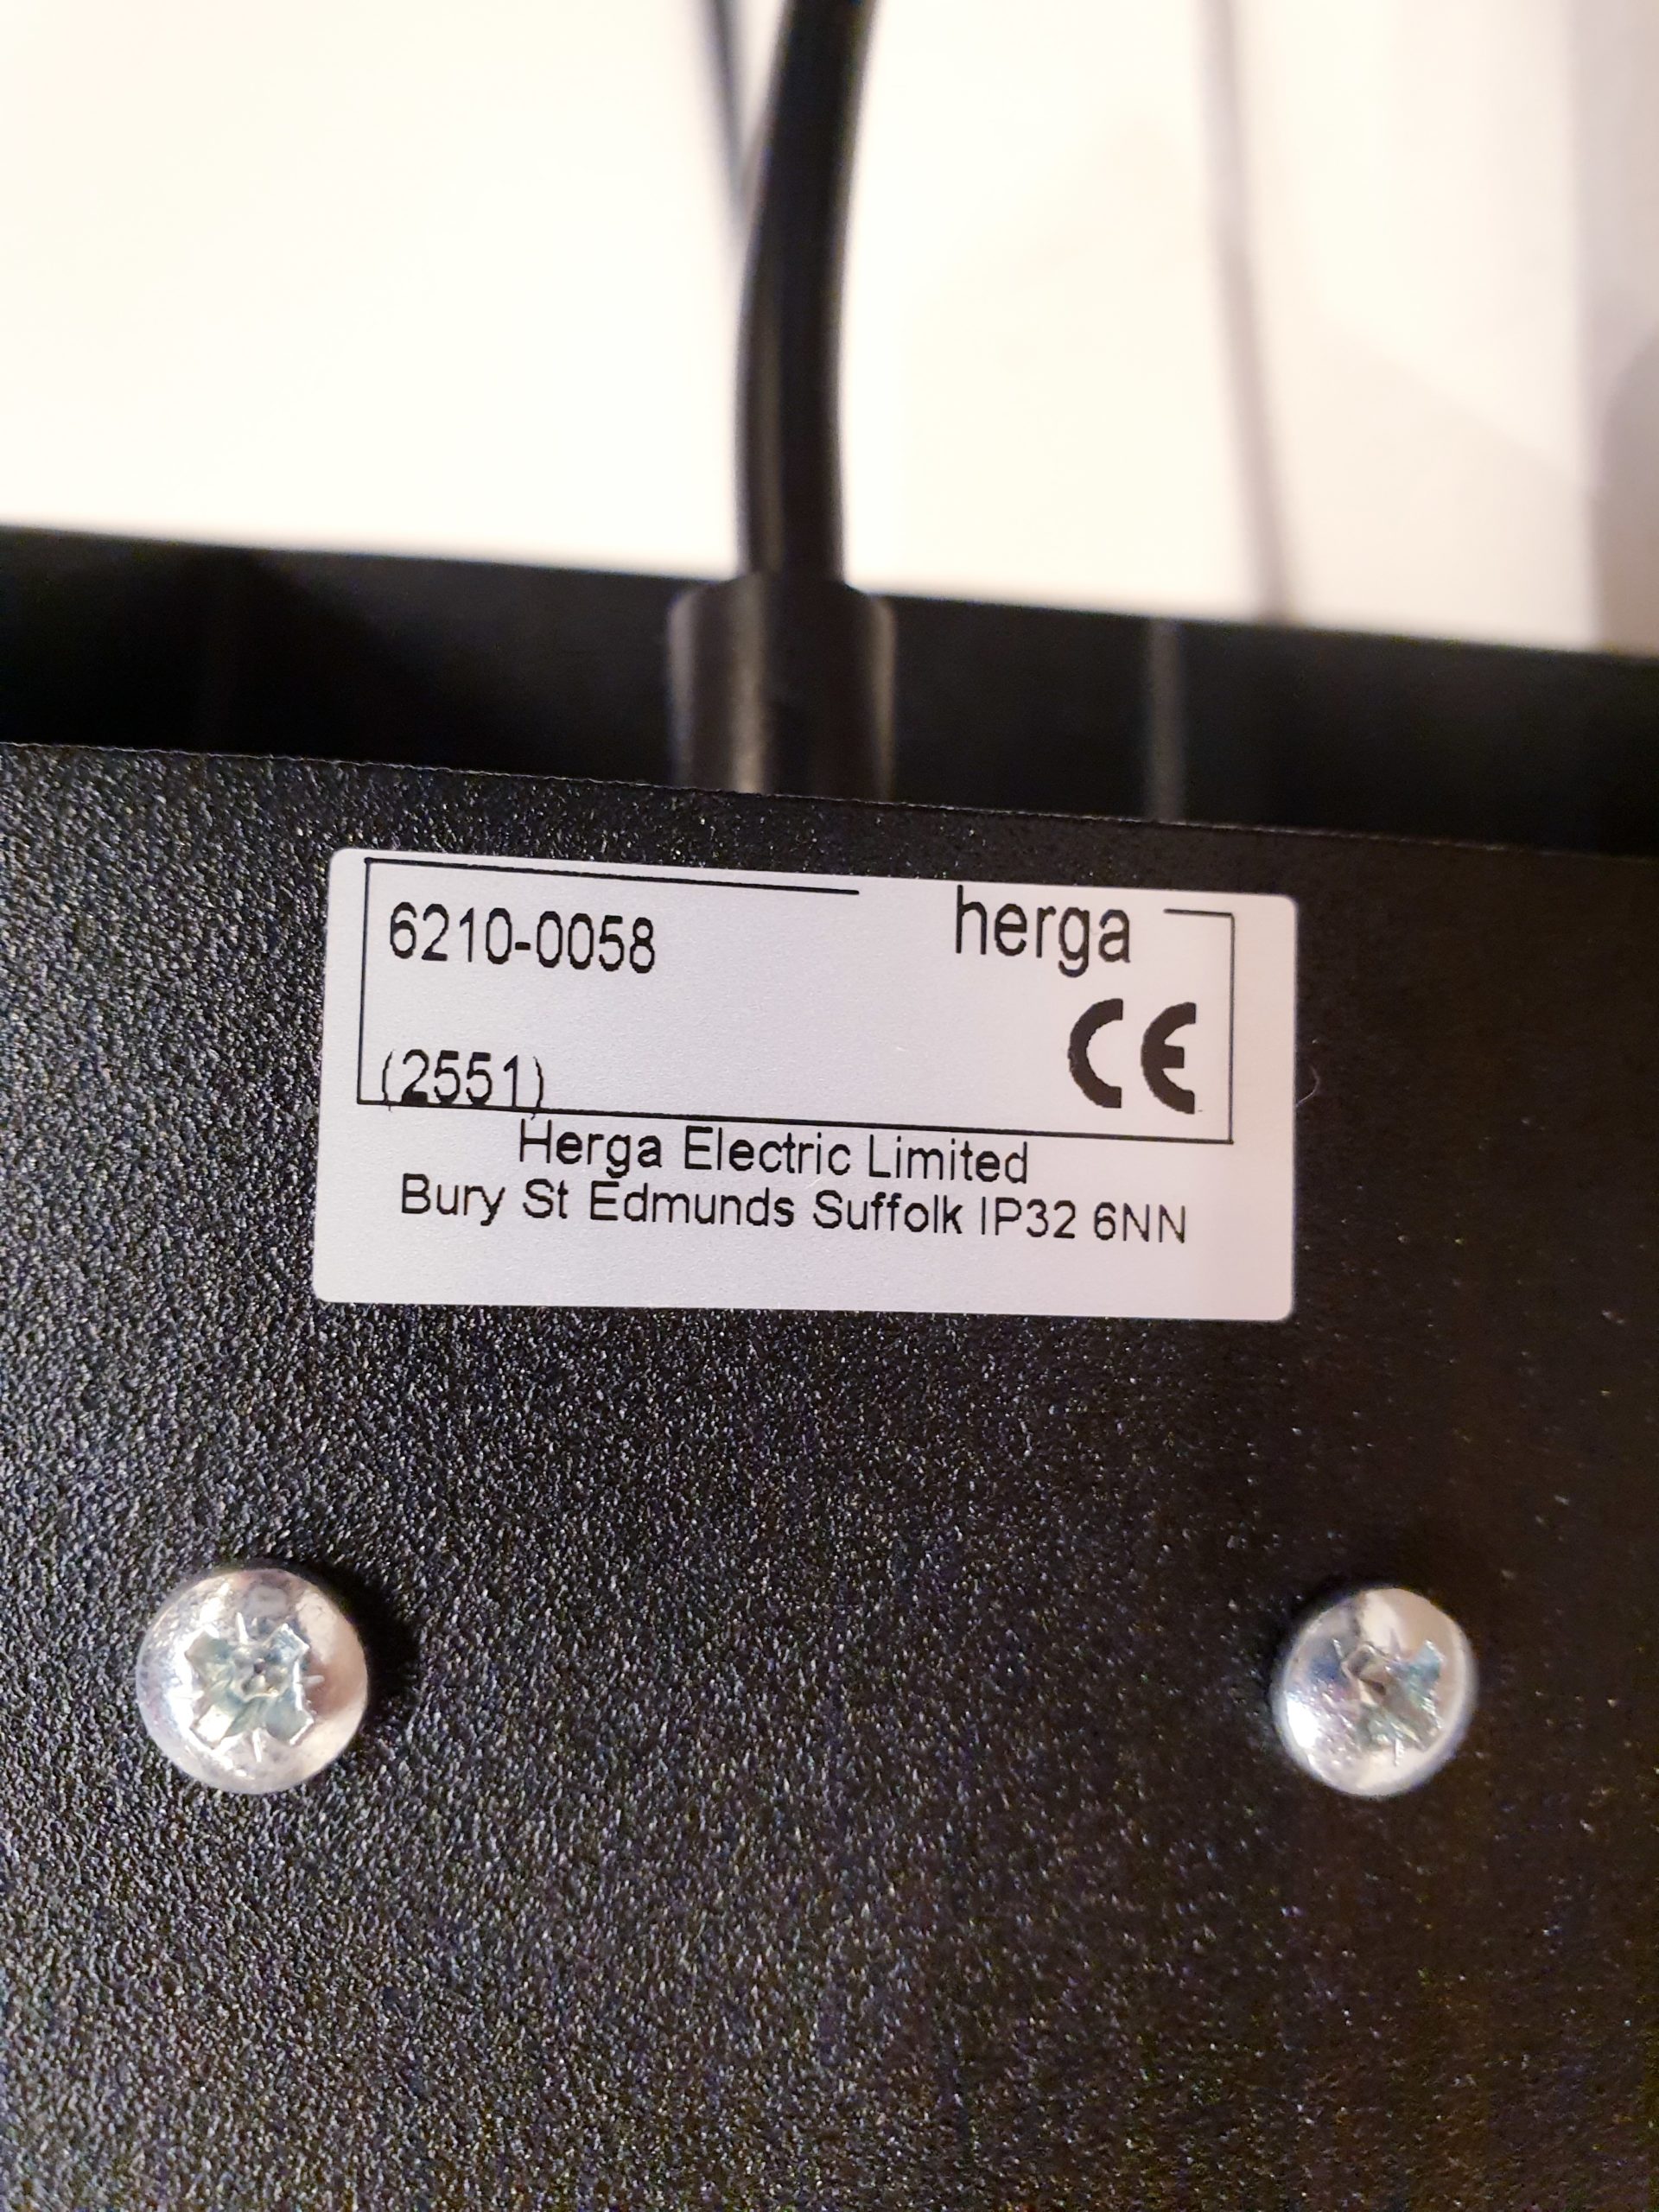 6210-0058 herga
CE
(2551)
Herga Electric Limited
Bury St Edmunds Suffolk IP32 6NN